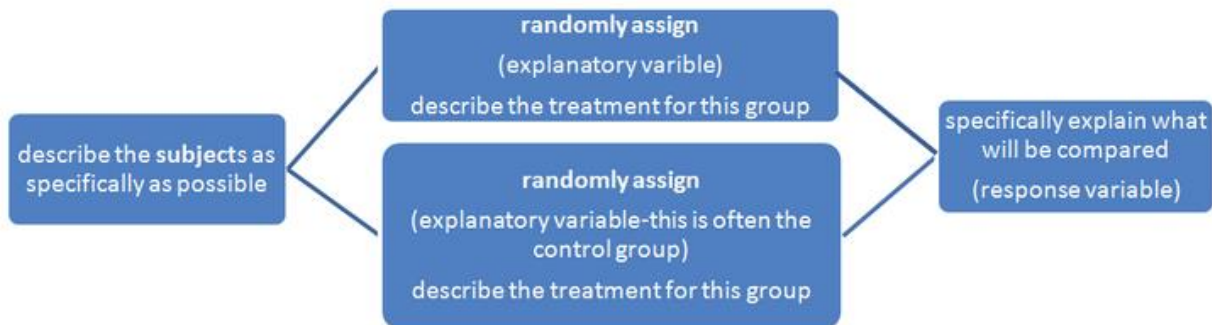 describe the subjects as
specifically as possible
randomly assign
(explanatory varible)
describe the treatment for this group
randomly assign
(explanatory variable-this is often the
control group)
describe the treatment for this group
specifically explain what
will be compared
(response variable)